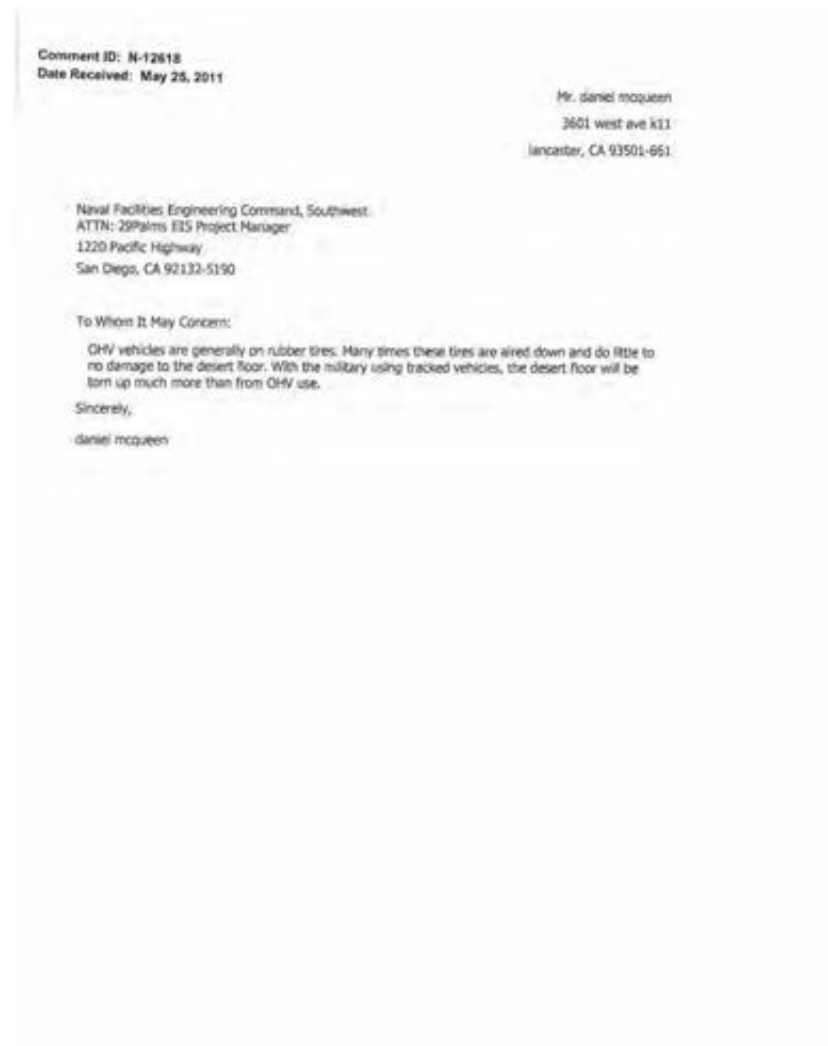 Comment ID: N-12618
Date Received: May 25, 2011
Mr. daniel mcqueen
3601 west ave k11
lancaster, CA 93501-661
Naval Facilities Engineering Command, Southwest
ATTN: 29Palms EIS Project Manager
1220 Pacific Highway
San Diego, CA 92132-5190
To Whom It May Concern:
OHV vehicles are generally on rubber tires. Many times these tires are aired down and do little to
no damage to the desert floor. With the military using tracked vehicles, the desert floor will be
torn up much more than from OHV use.
Sincerely,
daniel mcqueen